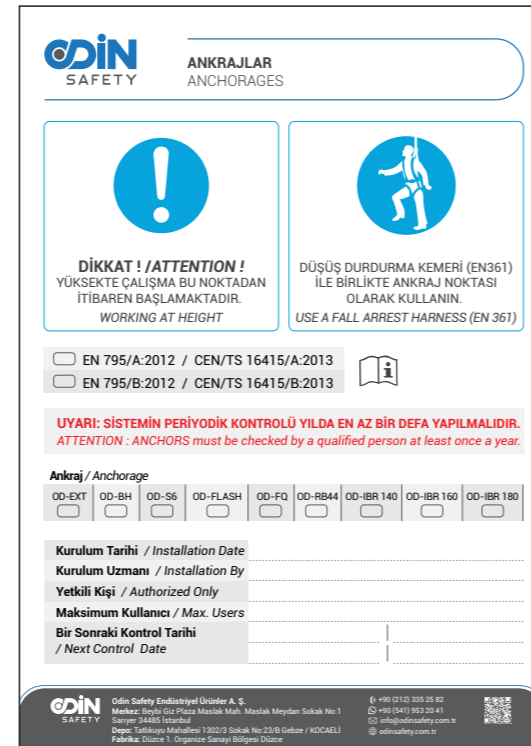 ODiN
SAFETY
ANKRAJLAR
ANCHORAGES
DİKKAT ! / ATTENTION !
YÜKSEKTE ÇALIŞMA BU NOKTADAN
İTİBAREN BAŞLAMAKTADIR.
WORKING AT HEIGHT
DÜŞÜŞ DURDURMA KEMERİ (EN361)
İLE BİRLİKTE ANKRAJ NOKTASI
OLARAK KULLANIN.
USE A FALL ARREST HARNESS (EN 361)
EN 795/A:2012 / CEN/TS 16415/A:2013
EN 795/B:2012 / CEN/TS 16415/B:2013
i
UYARI: SİSTEMİN PERİYODİK KONTROLÜ YILDA EN AZ BİR DEFA YAPILMALIDIR.
ATTENTION : ANCHORS must be checked by a qualified person at least once a year.
Ankraj / Anchorage
OD-EXT OD-BH OD-S6 OD-FLASH OD-FQ OD-RB44 OD-IBR 140 OD-IBR 160 OD-IBR 180
Kurulum Tarihi / Installation Date
Kurulum Uzmanı / Installation By
Yetkili Kişi / Authorized Only
Maksimum Kullanıcı / Max. Users
Bir Sonraki Kontrol Tarihi
/ Next Control Date
ODiN
SAFETY
Odin Safety Endüstriyel Ürünler A. Ş.
Merkez: Beybi Giz Plaza Maslak Mah. Maslak Meydan Sokak No:1
Sarıyer 34485 İstanbul
Depo: Tatlıkuyu Mahallesi 1302/3 Sokak No:23/B Gebze / KOCAELİ
Fabrika: Düzce 1. Organize Sanayi Bölgesi Düzce
+90 (212) 335 25 82
+90 (541) 953 20 41
info@odinsafety.com.tr
odinsafety.com.tr